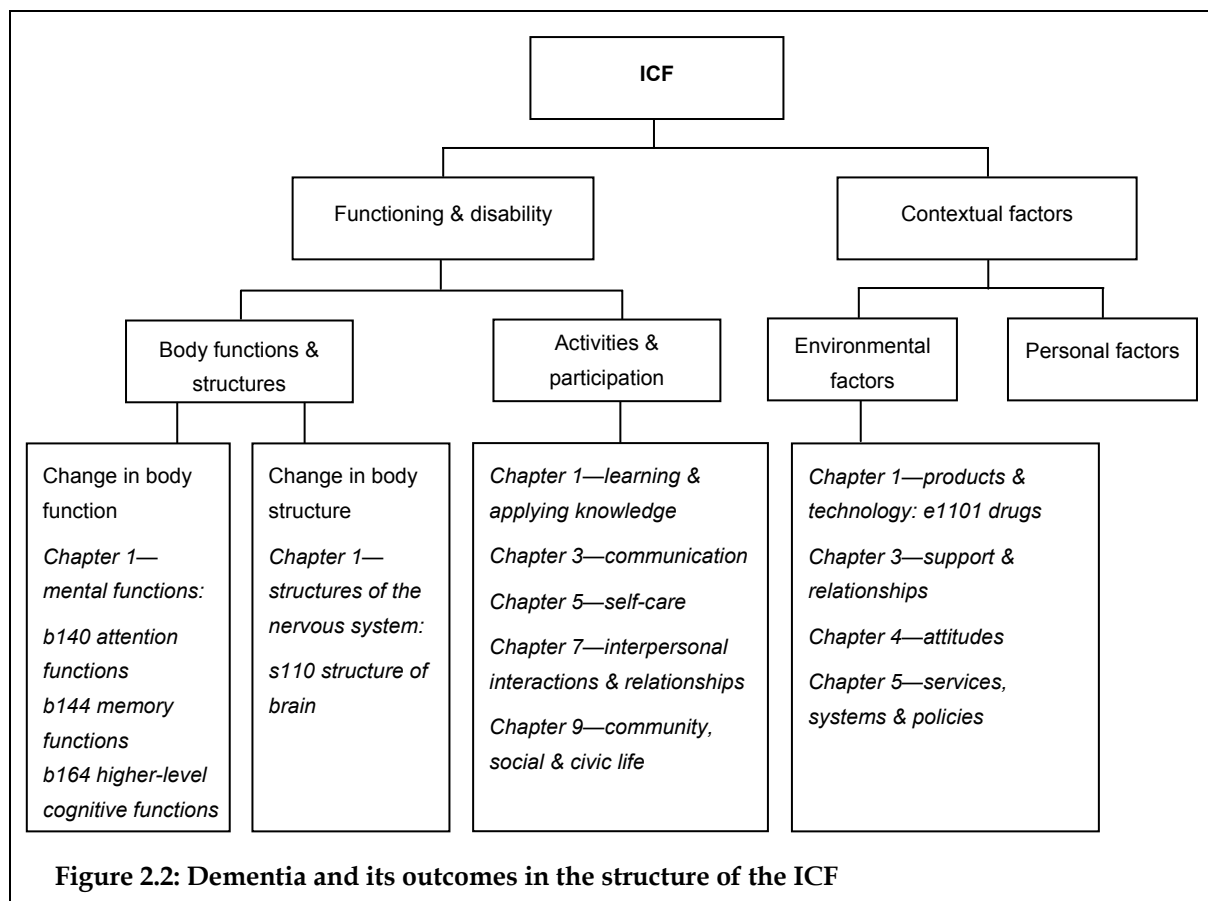 ICF
Functioning & disability
Contextual factors
Body functions &
structures
Activities &
participation
Environmental
factors
Personal factors
Change in body
function
Chapter 1—
mental functions:
b140 attention
functions
b144 memory
functions
b164 higher-level
cognitive functions
Change in body
structure
Chapter 1—
structures of the
nervous system:
s110 structure of
brain
Chapter 1—learning &
applying knowledge
Chapter 3—communication
Chapter 5—self-care
Chapter 7—interpersonal
interactions & relationships
Chapter 9—community,
social & civic life
Chapter 1—products &
technology: e1101 drugs
Chapter 3—support &
relationships
Chapter 4—attitudes
Chapter 5—services,
systems & policies
Figure 2.2: Dementia and its outcomes in the structure of the ICF